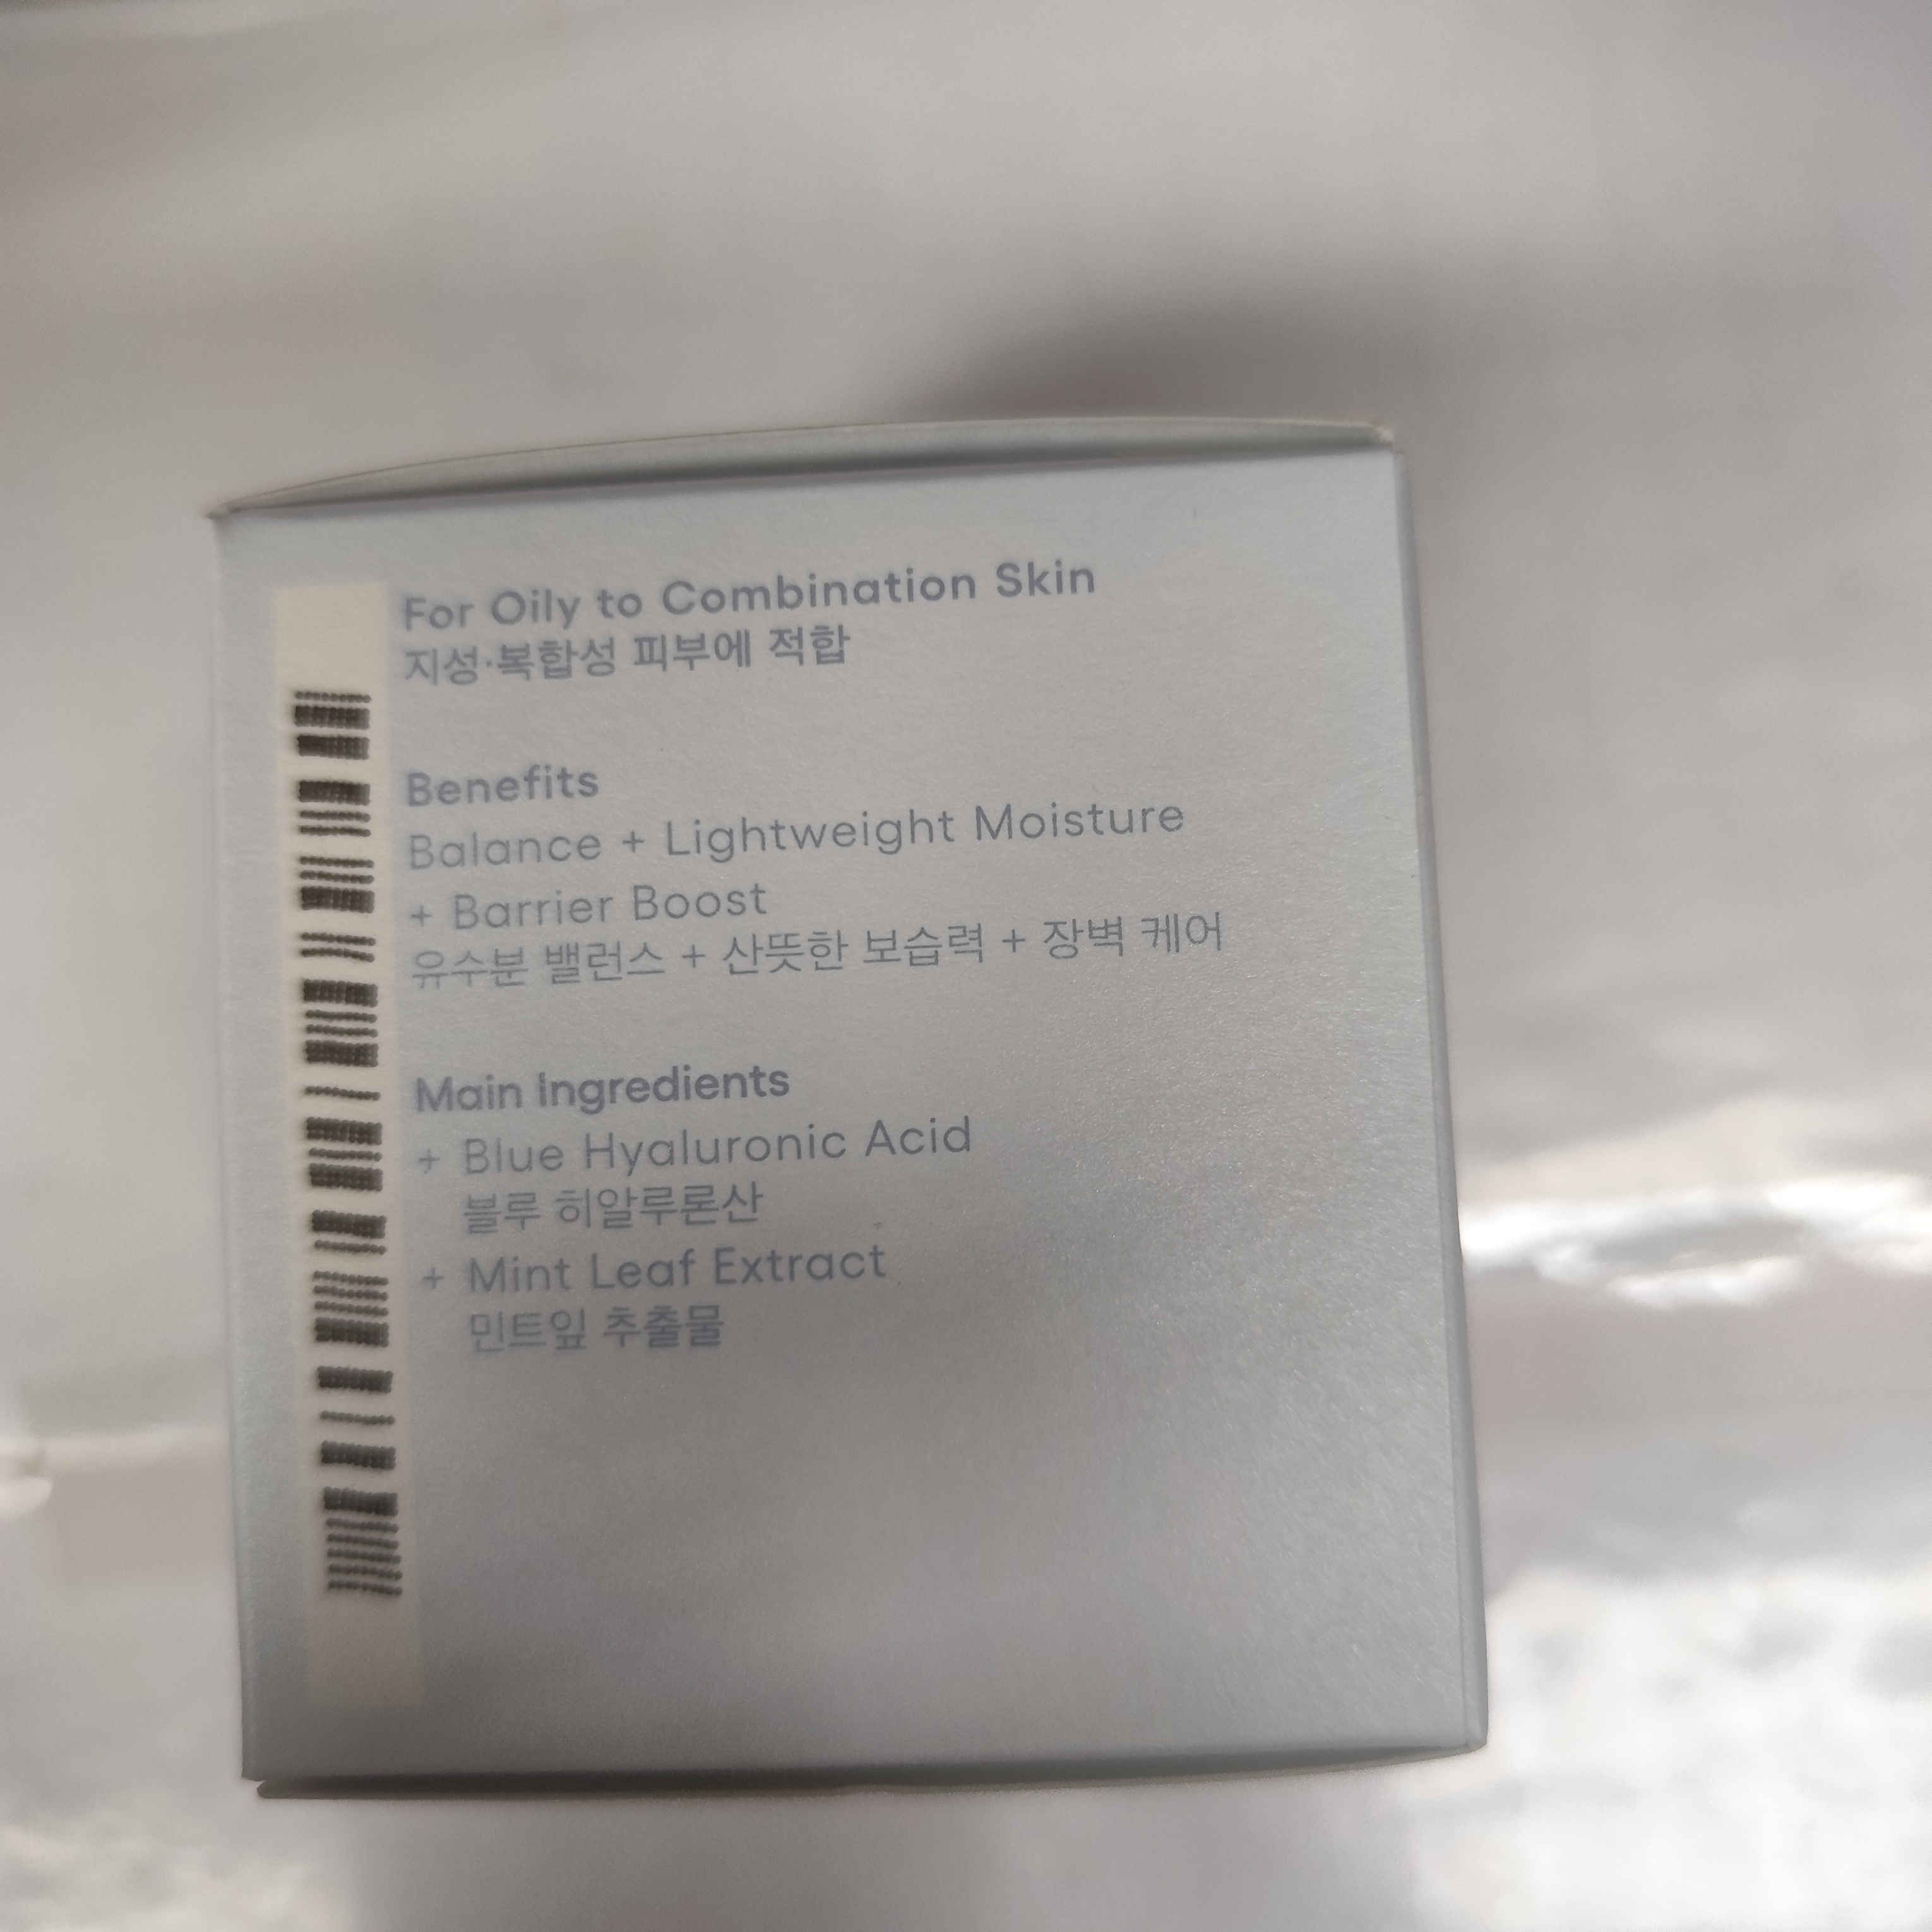 For Oily to Combination Skin
지성·복합성 피부에 적합
Benefits
Balance + Lightweight Moisture
+ Barrier Boost
유수분 밸런스 + 산뜻한 보습력 + 장벽 케어
Main Ingredients
+ Blue Hyaluronic Acid
블루 히알루론산
+ Mint Leaf Extract
민트잎 추출물